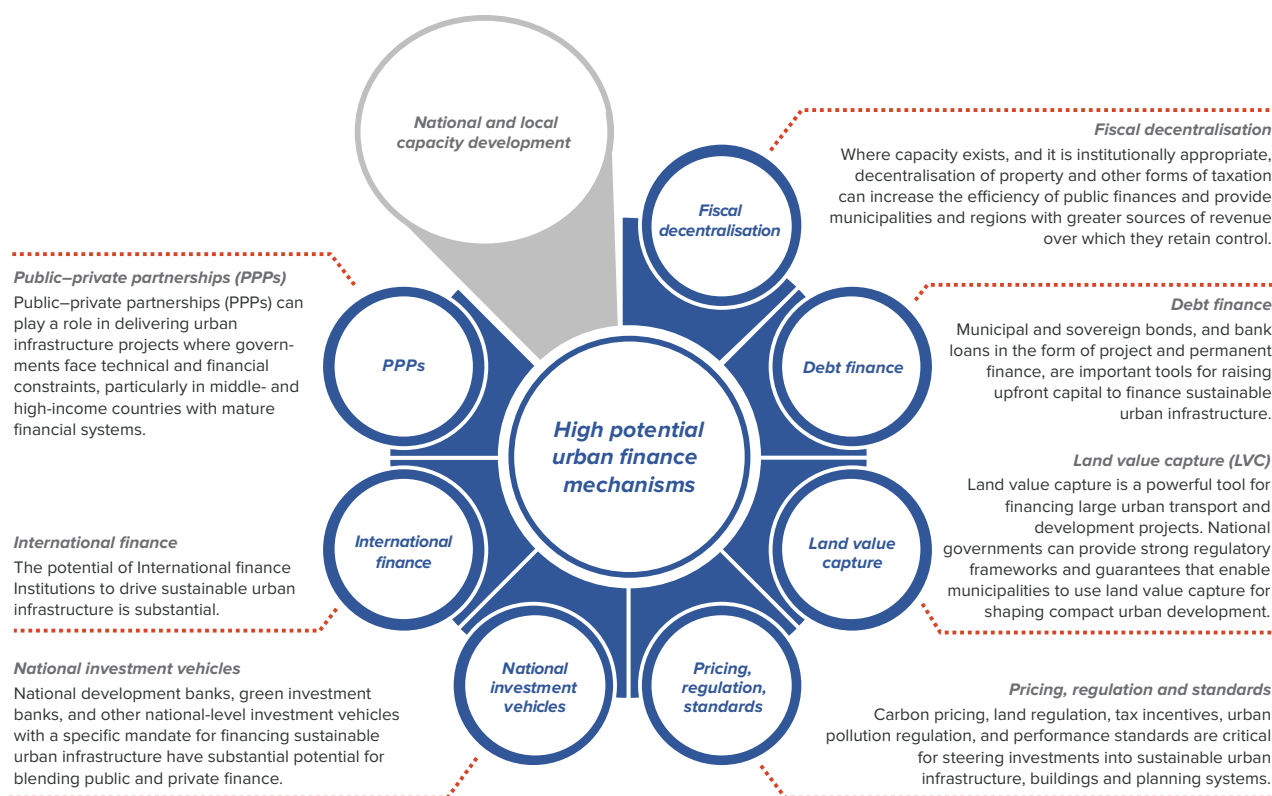 National and local
capacity development
Fiscal decentralisation
Where capacity exists, and it is institutionally appropriate,
decentralisation of property and other forms of taxation
can increase the efficiency of public finances and provide
municipalities and regions with greater sources of revenue
over which they retain control.
Fiscal
decentralisation
Public–private partnerships (PPPs)
Public–private partnerships (PPPs) can
play a role in delivering urban
infrastructure projects where govern-
ments face technical and financial
constraints, particularly in middle- and
high-income countries with mature
financial systems.
PPPs
Debt finance
Debt finance
Municipal and sovereign bonds, and bank
loans in the form of project and permanent
finance, are important tools for raising
upfront capital to finance sustainable
urban infrastructure.
High potential
urban finance
mechanisms
Land value capture (LVC)
Land value capture is a powerful tool for
financing large urban transport and
development projects. National
governments can provide strong regulatory
frameworks and guarantees that enable
municipalities to use land value capture for
shaping compact urban development.
International finance
The potential of International finance
Institutions to drive sustainable urban
infrastructure is substantial.
International
finance
Land value
capture
National investment vehicles
National development banks, green investment
banks, and other national-level investment vehicles
with a specific mandate for financing sustainable
urban infrastructure have substantial potential for
blending public and private finance.
National
investment
vehicles
Pricing,
regulation,
standards
Pricing, regulation and standards
Carbon pricing, land regulation, tax incentives, urban
pollution regulation, and performance standards are critical
for steering investments into sustainable urban
infrastructure, buildings and planning systems.